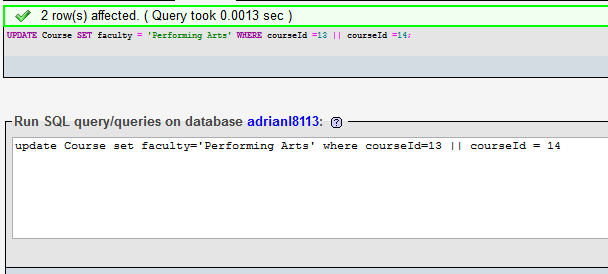 2 row(s) affected. ( Query took 0.0013 sec )
UPDATE Course SET faculty = 'Performing Arts' WHERE courseId =13 || courseId =14;
Run SQL query/queries on database adrianl8113:
update Course set faculty='Performing Arts' where courseId=13 || courseId = 14